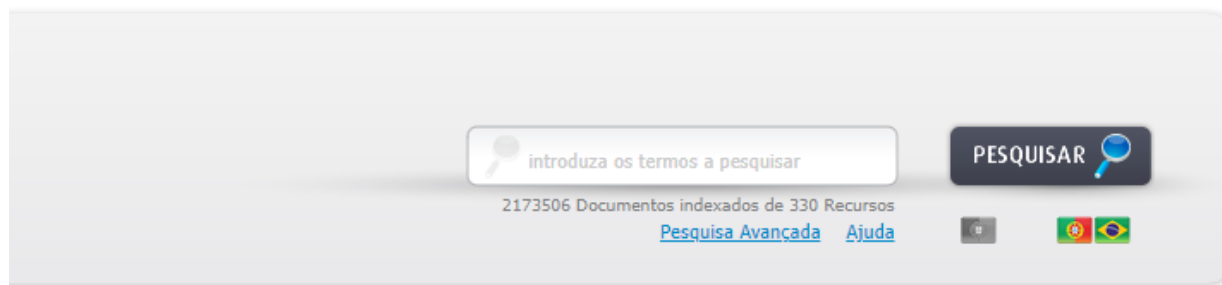 introduza os termos a pesquisar
PESQUISAR
2173506 Documentos indexados de 330 Recursos
Pesquisa Avançada Ajuda